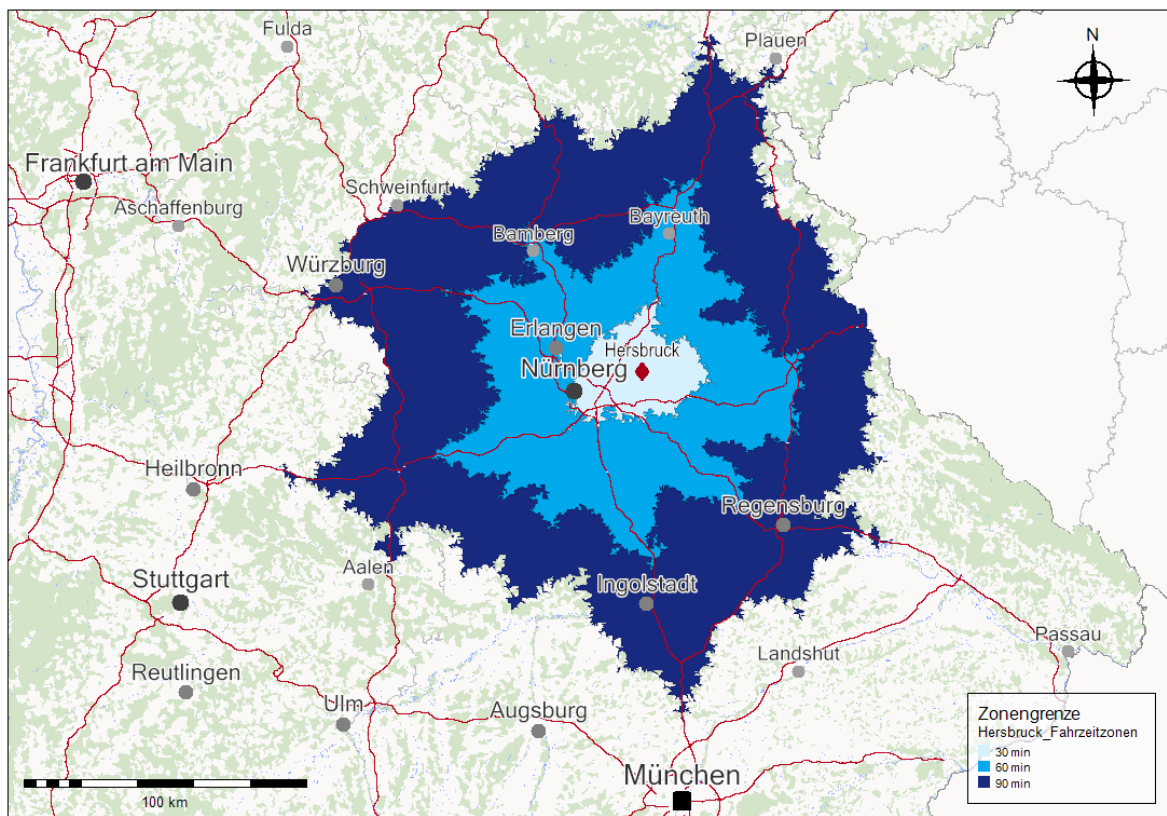 Fulda
Plauen
N
Frankfurt am Main
Aschaffenburg
Schweinfurt
Bayreuth
Bamberg
Würzburg
Erlangen
Hersbruck
Nürnberg
Heilbronn
Regensburg
Aalen
Stuttgart
Ingolstadt
Passau
Landshut
Reutlingen
Ulm
Augsburg
München
100 km
Zonengrenze
Hersbruck_Fahrzeitzonen
30 min
60 min
90 min